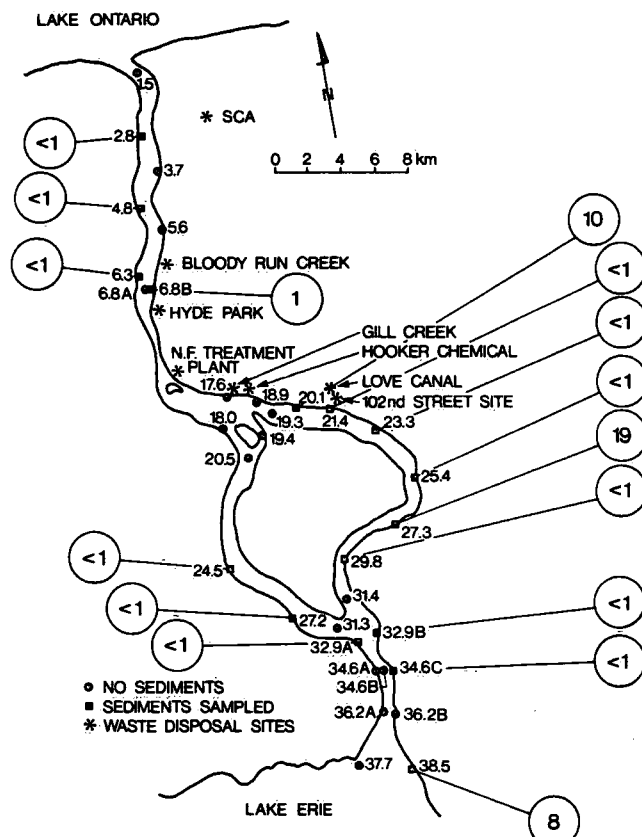 LAKE ONTARIO
1.5
* SCA
N
0 2 4 6 8 km
<1
2.8
3.7
<1
4.8
10
5.6
<1
* BLOODY RUN CREEK
<1
6.3
6.8A
6.8B
1
<1
* HYDE PARK
GILL CREEK
N.F. TREATMENT
PLANT
HOOKER CHEMICAL
* LOVE CANAL
17.6
18.9
20.1
* 102nd STREET SITE
<1
18.0
19.3
21.4
23.3
19.4
19
20.5
25.4
27.3
<1
<1
24.5
29.8
<1
27.2
31.4
<1
31.3
32.9B
<1
32.9A
34.6A
34.6C
<1
34.6B
NO SEDIMENTS
SEDIMENTS SAMPLED
* WASTE DISPOSAL SITES
36.2A
36.2B
37.7
38.5
LAKE ERIE
8